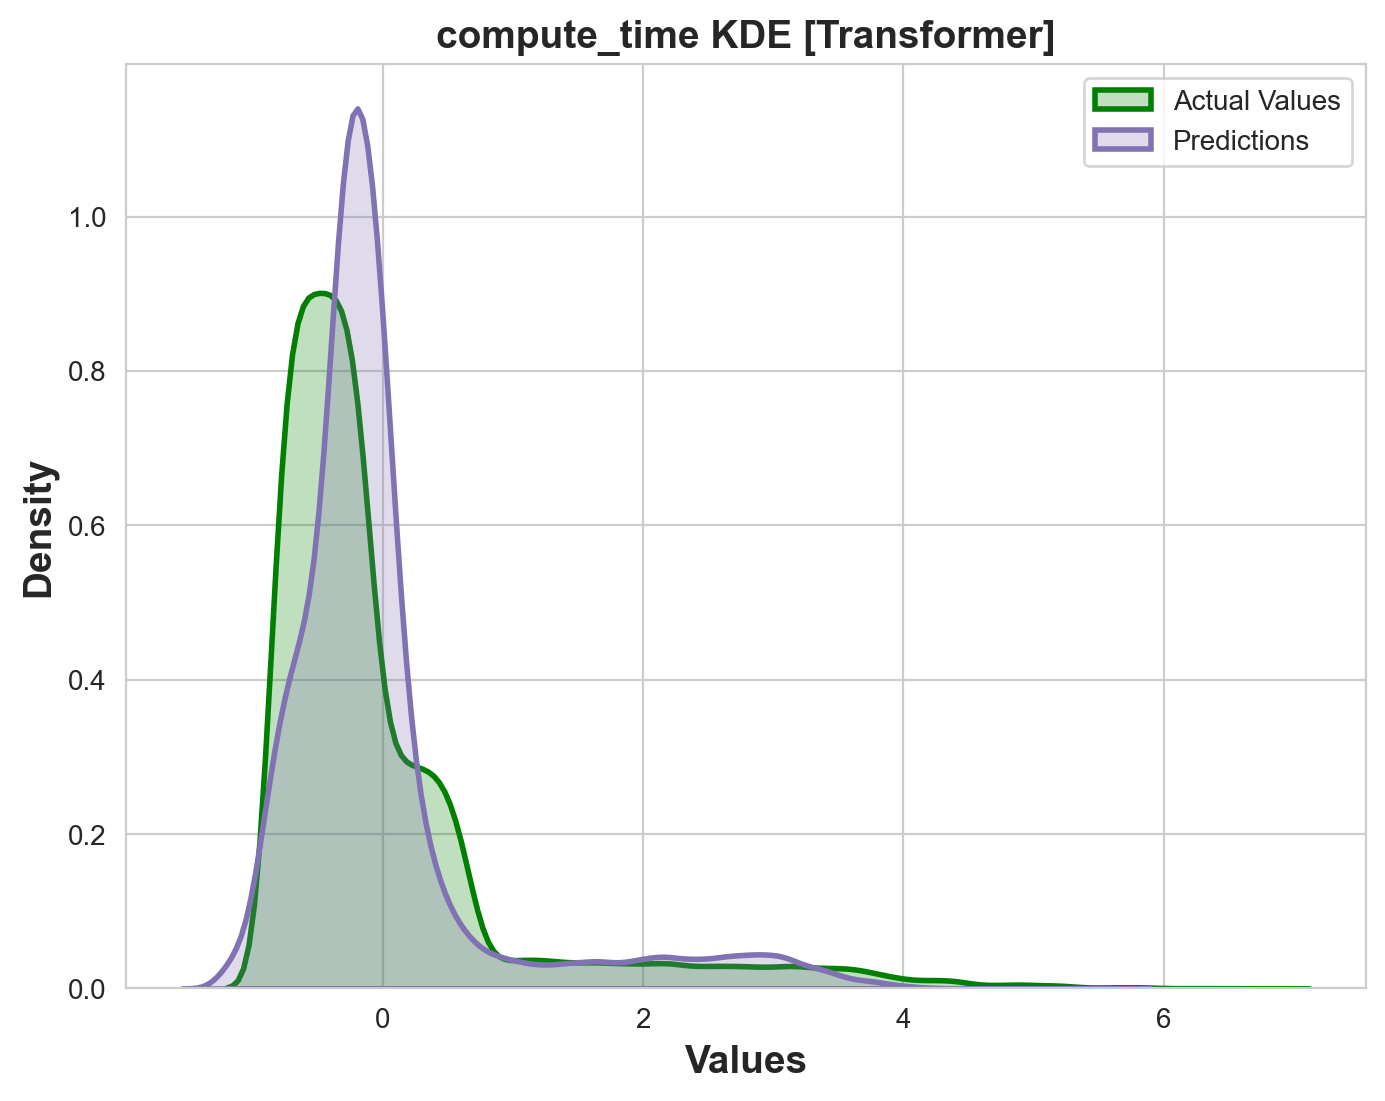 compute_time KDE [Transformer]
Actual Values
Predictions
Density
1.0
0.8
0.6
0.4
0.2
0.0
0 2 4 6
Values